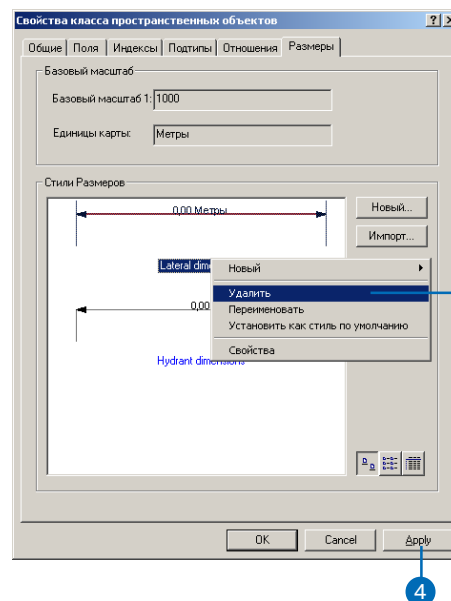 Свойства класса пространственных объектов
Общие Поля Индексы Подтипы Отношения Размеры
Базовый масштаб
Базовый масштаб 1: 1000
Единицы карты: Метры
Стили Размеров
0,00 Метры
Новый...
Импорт...
Lateral dim
Новый
Удалить
0,00
Переименовать
Установить как стиль по умолчанию
Свойства
Hydrant dimensions
OK Cancel Apply
4